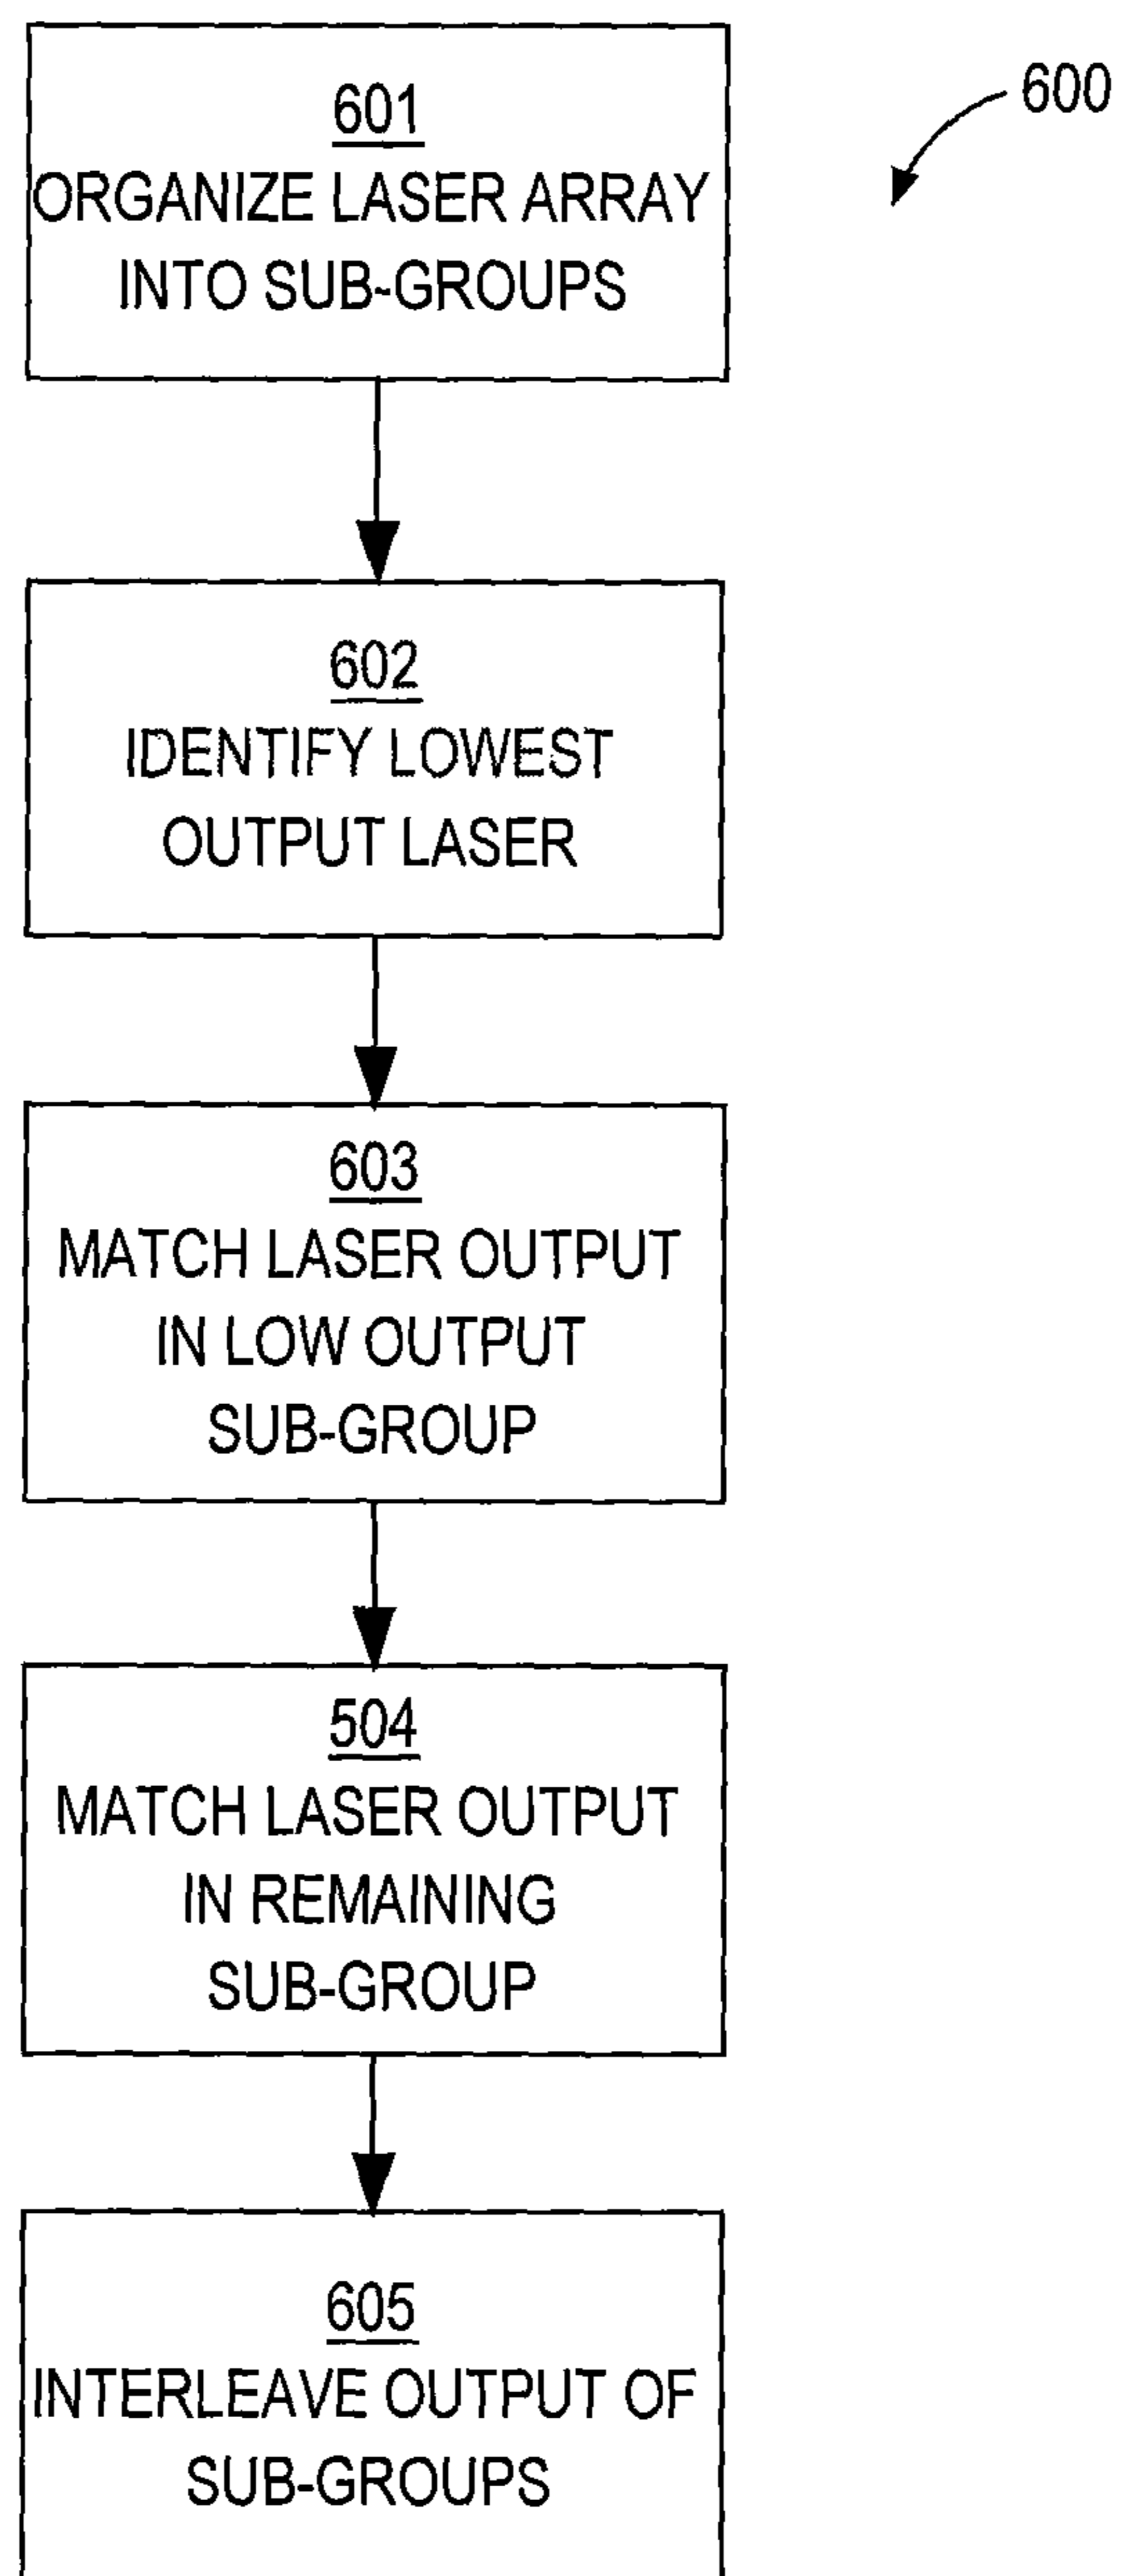 600
601
ORGANIZE LASER ARRAY
INTO SUB-GROUPS
602
IDENTIFY LOWEST
OUTPUT LASER
603
MATCH LASER OUTPUT
IN LOW OUTPUT
SUB-GROUP
504
MATCH LASER OUTPUT
IN REMAINING
SUB-GROUP
605
INTERLEAVE OUTPUT OF
SUB-GROUPS